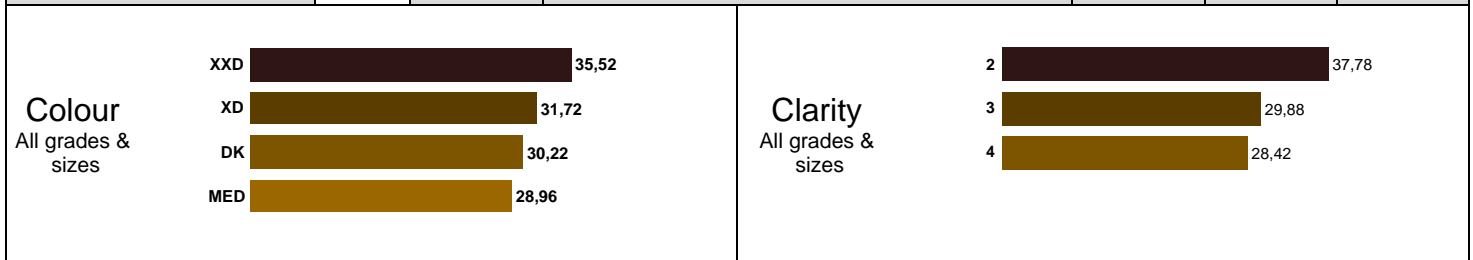 Colour
All grades &
sizes
XXD 35,52
XD 31,72
DK 30,22
MED 28,96
Clarity
All grades &
sizes
2 37,78
3 29,88
4 28,42